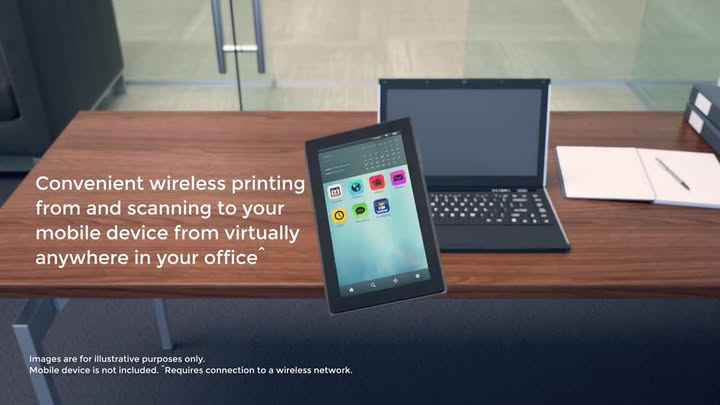 Convenient wireless printing
from and scanning to your
mobile device from virtually
anywhere in your office^
Images are for illustrative purposes only.
Mobile device is not included. ^Requires connection to a wireless network.